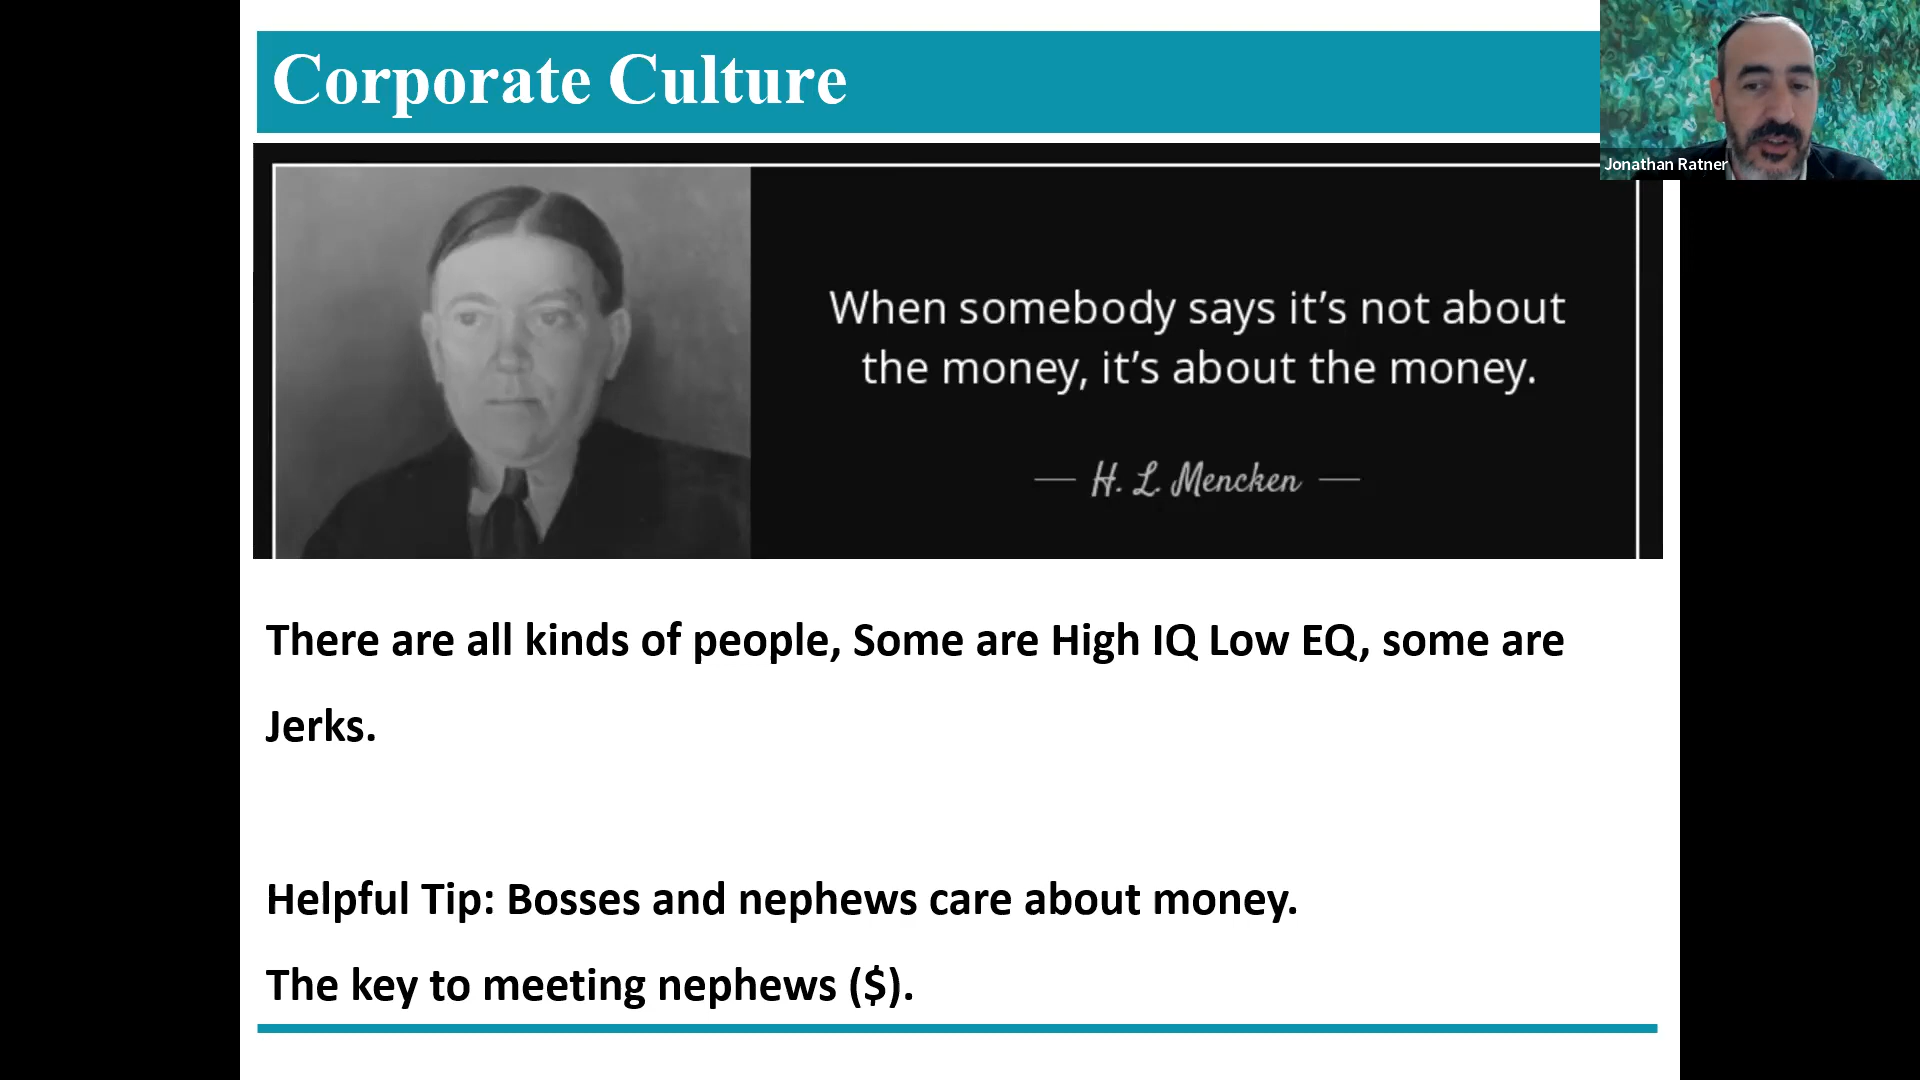 Corporate Culture
Jonathan Ratner
When somebody says it’s not about
the money, it’s about the money.
— H. L. Mencken —
There are all kinds of people, Some are High IQ Low EQ, some are
Jerks.
Helpful Tip: Bosses and nephews care about money.
The key to meeting nephews ($).